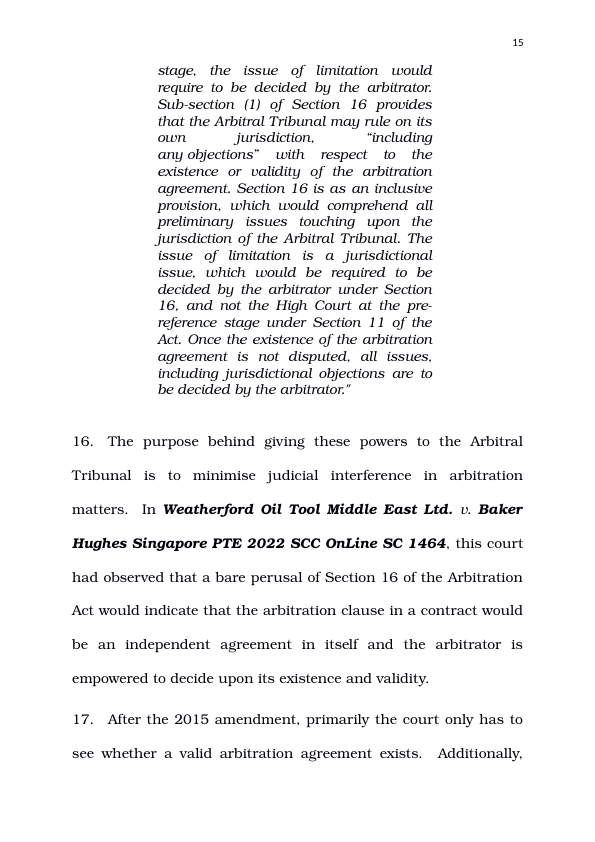 15
stage, the issue of limitation would
require to be decided by the arbitrator.
Sub-section (1) of Section 16 provides
that the Arbitral Tribunal may rule on its
own jurisdiction, “including
any objections” with respect to the
existence or validity of the arbitration
agreement. Section 16 is as an inclusive
provision, which would comprehend all
preliminary issues touching upon the
jurisdiction of the Arbitral Tribunal. The
issue of limitation is a jurisdictional
issue, which would be required to be
decided by the arbitrator under Section
16, and not the High Court at the pre-
reference stage under Section 11 of the
Act. Once the existence of the arbitration
agreement is not disputed, all issues,
including jurisdictional objections are to
be decided by the arbitrator.”
16. The purpose behind giving these powers to the Arbitral
Tribunal is to minimise judicial interference in arbitration
matters. In Weatherford Oil Tool Middle East Ltd. v. Baker
Hughes Singapore PTE 2022 SCC OnLine SC 1464, this court
had observed that a bare perusal of Section 16 of the Arbitration
Act would indicate that the arbitration clause in a contract would
be an independent agreement in itself and the arbitrator is
empowered to decide upon its existence and validity.
17. After the 2015 amendment, primarily the court only has to
see whether a valid arbitration agreement exists. Additionally,